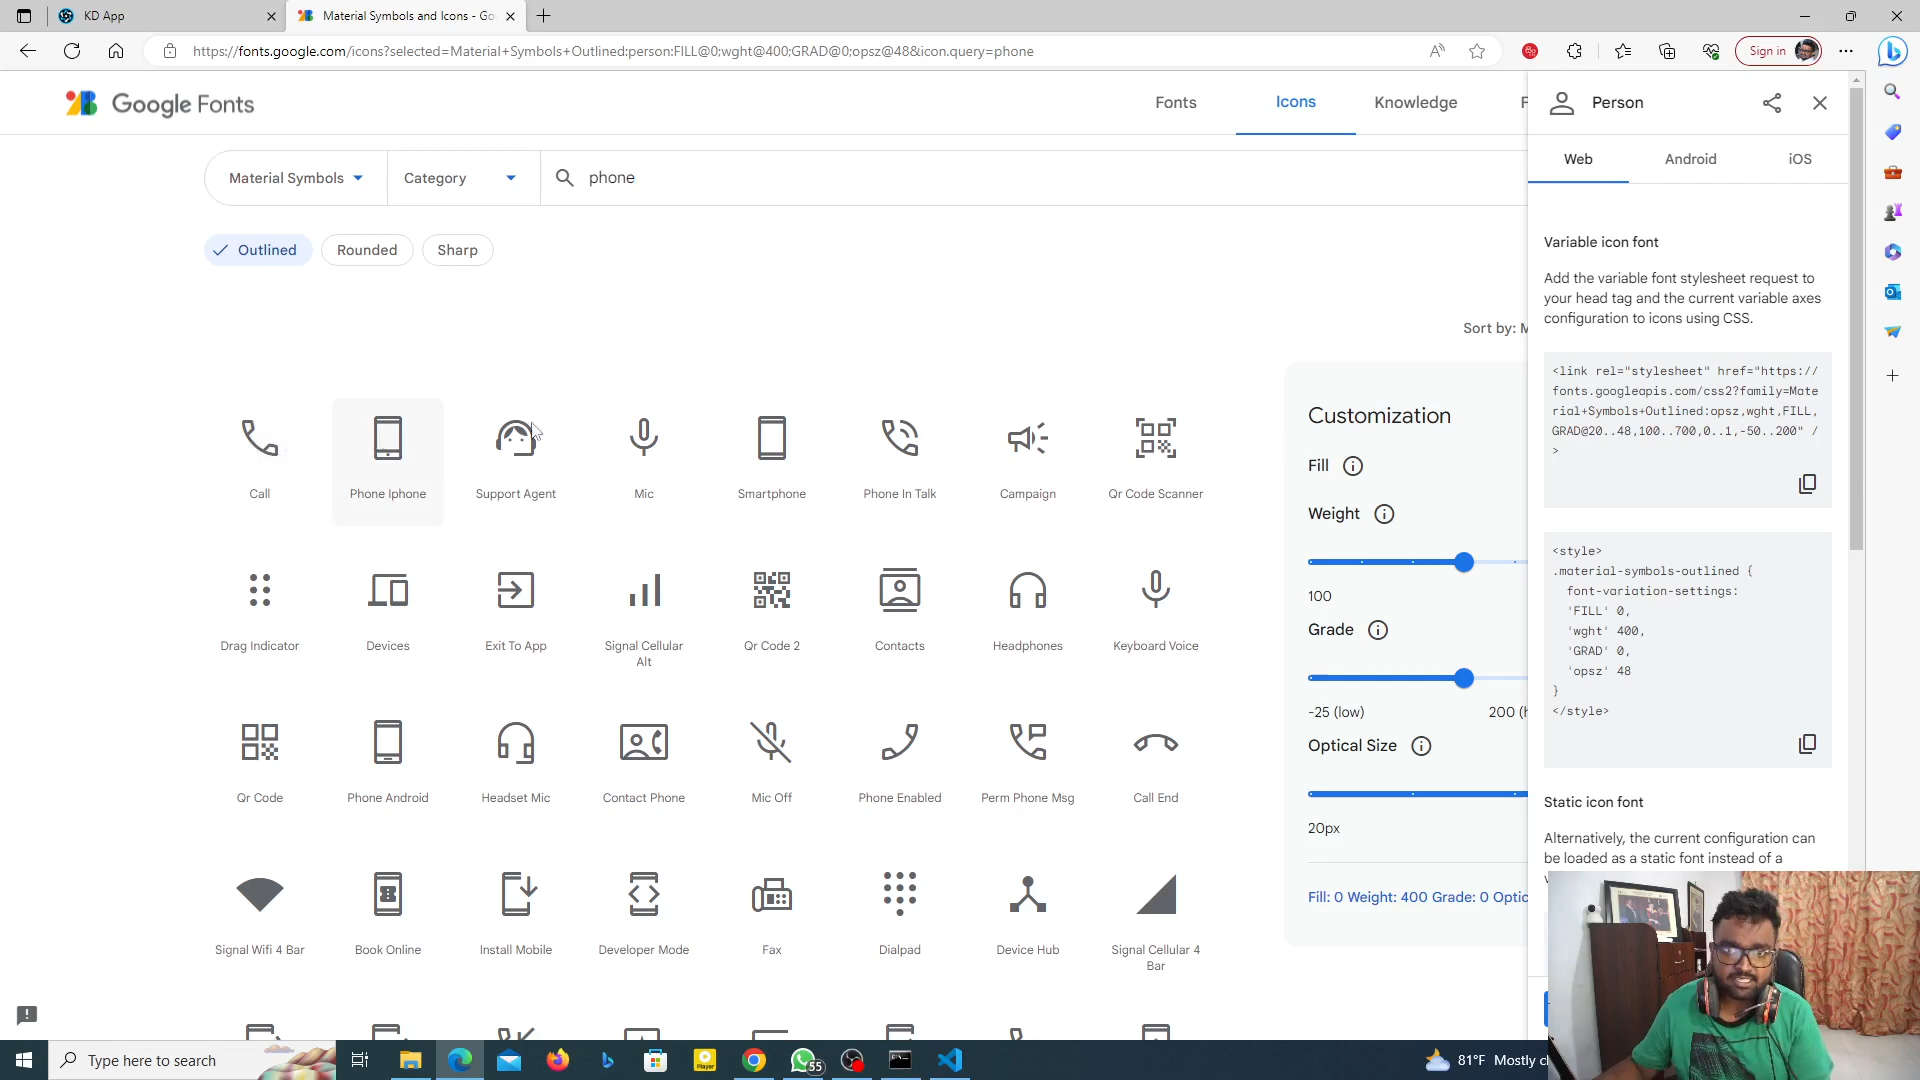 KD App
Material Symbols and Icons - Go
https://fonts.google.com/icons?selected=Material+Symbols+Outlined:person:FILL@0;wght@400;GRAD@0;opsz@48&icon.query=phone
Sign in
Google Fonts
Fonts
Icons
Knowledge
F
Person
Web
Android
iOS
Material Symbols
Category
phone
Outlined
Rounded
Sharp
Sort by: M
Call
Phone Iphone
Support Agent
Mic
Smartphone
Phone In Talk
Campaign
Qr Code Scanner
Drag Indicator
Devices
Exit To App
Signal Cellular
Alt
Qr Code 2
Contacts
Headphones
Keyboard Voice
Qr Code
Phone Android
Headset Mic
Contact Phone
Mic Off
Phone Enabled
Perm Phone Msg
Call End
Signal Wifi 4 Bar
Book Online
Install Mobile
Developer Mode
Fax
Dialpad
Device Hub
Signal Cellular 4
Bar
Customization
Fill
Weight
100
Grade
-25 (low)
200 (h
Optical Size
20px
Fill: 0 Weight: 400 Grade: 0 Optic
Variable icon font
Add the variable font stylesheet request to
your head tag and the current variable axes
configuration to icons using CSS.
<link rel="stylesheet" href="https://
fonts.googleapis.com/css2?family=Mate
rial+Symbols+Outlined:opsz,wght,FILL,
GRAD@20..48,100..700,0..1,-50..200" /
>
<style>
.material-symbols-outlined {
font-variation-settings:
'FILL' 0,
'wght' 400,
'GRAD' 0,
'opsz' 48
}
</style>
Static icon font
Alternatively, the current configuration can
be loaded as a static font instead of a
Type here to search
Player
55
81°F Mostly cl